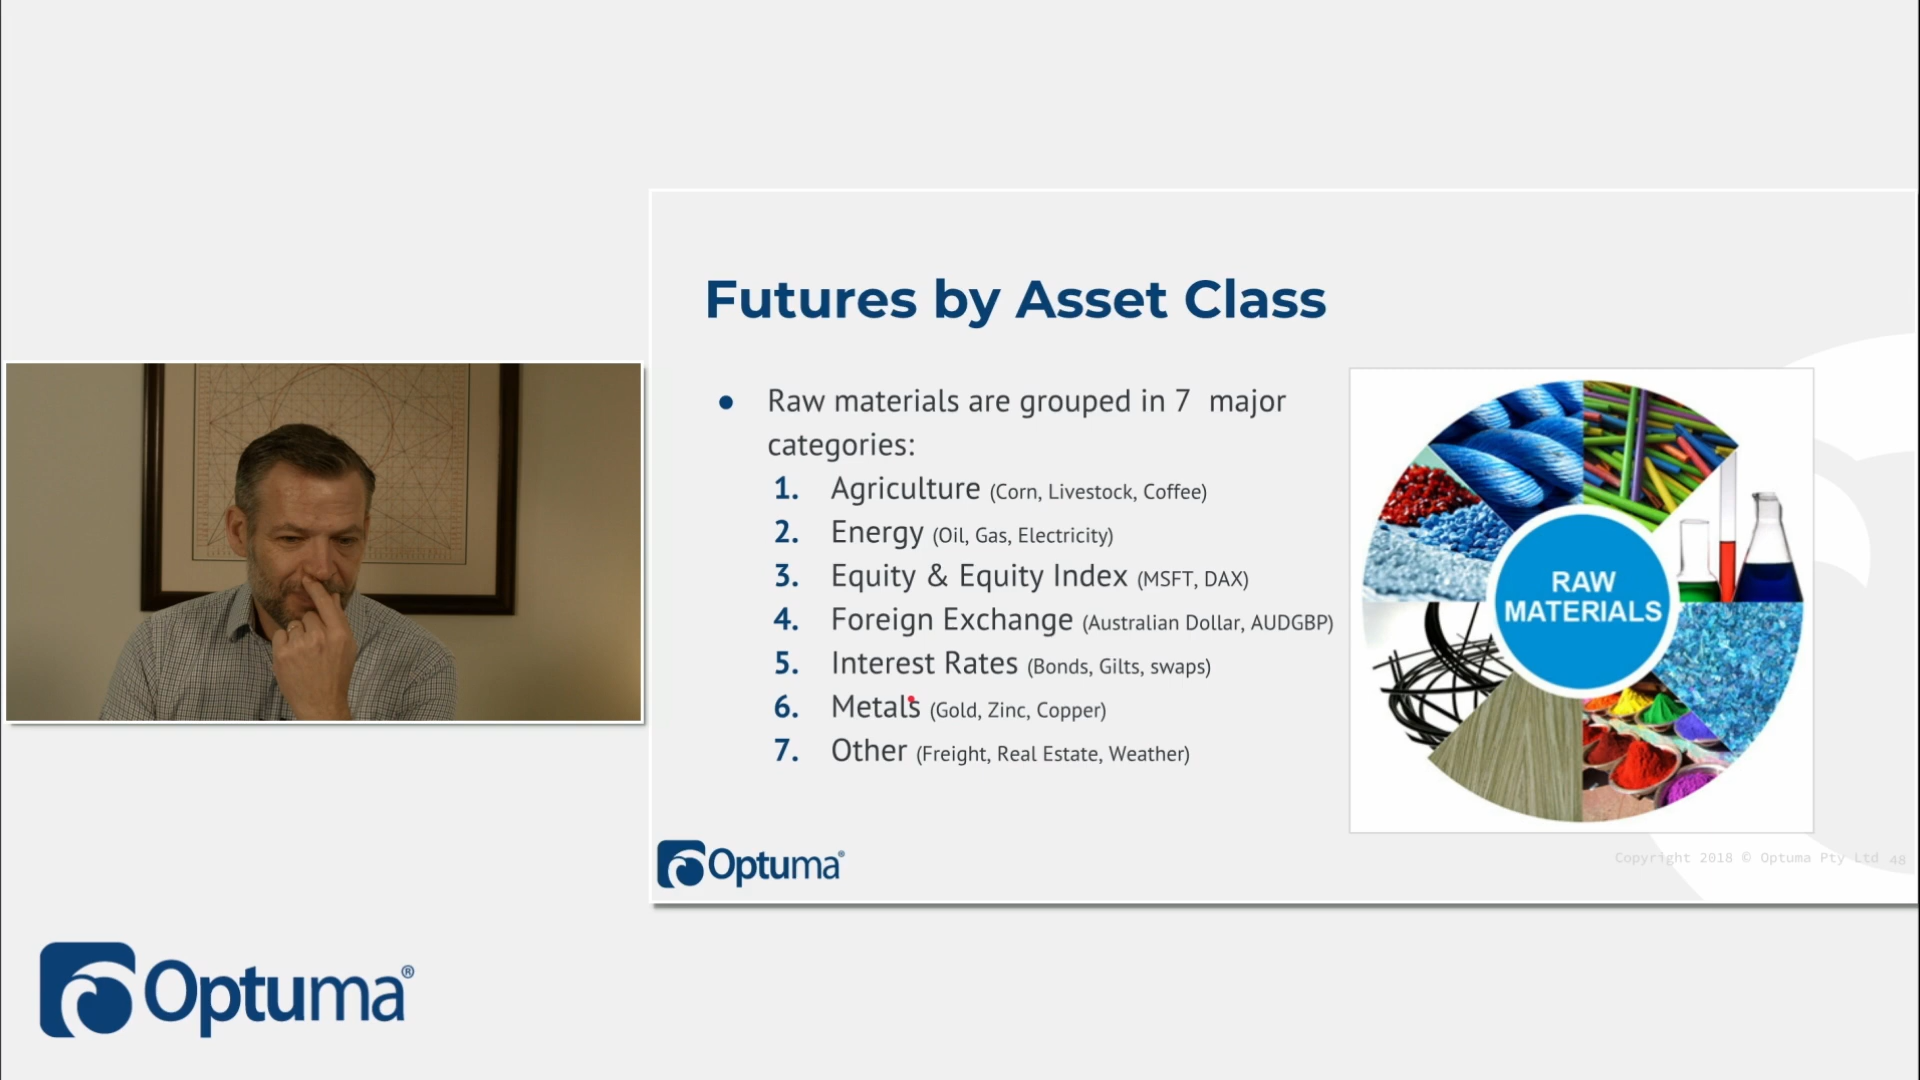 Futures by Asset Class
● Raw materials are grouped in 7 major
categories:
1. Agriculture (Corn, Livestock, Coffee)
2. Energy (Oil, Gas, Electricity)
3. Equity & Equity Index (MSFT, DAX)
4. Foreign Exchange (Australian Dollar, AUDGBP)
5. Interest Rates (Bonds, Gilts, swaps)
6. Metals (Gold, Zinc, Copper)
7. Other (Freight, Real Estate, Weather)
RAW
MATERIALS
Optuma®
Copyright 2018 © Optuma Pty Ltd 48
Optuma®